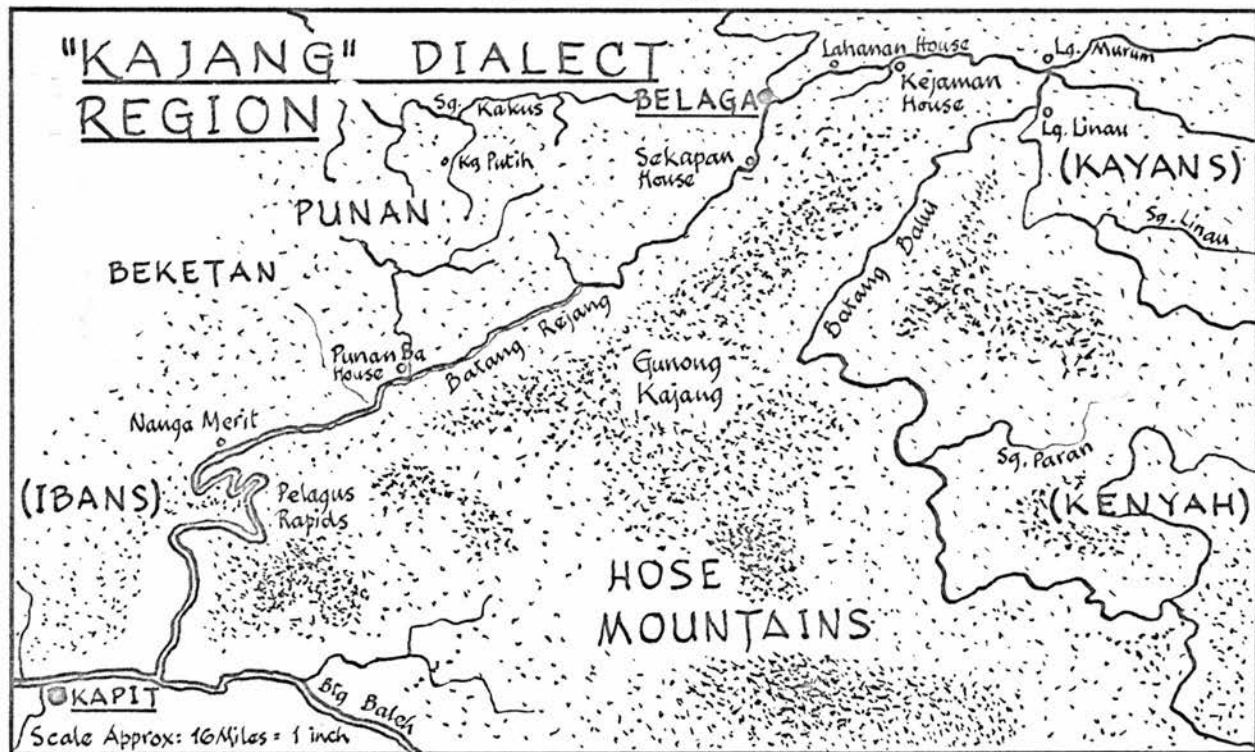 "KAJANG" DIALECT
REGION
Sg. Kakus
Kg Putih
PUNAN
BEKETAN
BELAGA
Lahanan House
Kejaman
House
Lg. Murum
Lg. Linau
(KAYANS)
Sg. Linau
Sekapan
House
Batang Balui
Batang Rejang
Punan Ba
House
Gunong
Kajang
Nanga Merit
(IBANS)
Pelagus
Rapids
Sg. Paran
(KENYAH)
HOSE
MOUNTAINS
KAPIT
Btg Baleh
Scale Approx: 16 Miles = 1 inch